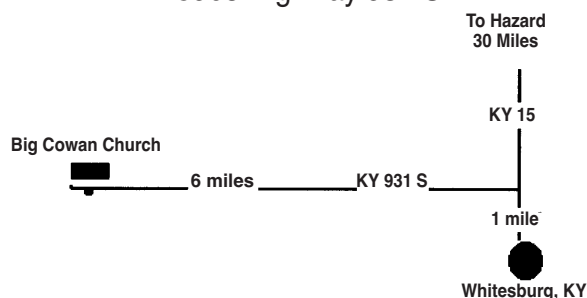 To Hazard
30 Miles
KY 15
Big Cowan Church
6 miles
KY 931 S
1 mile
Whitesburg, KY